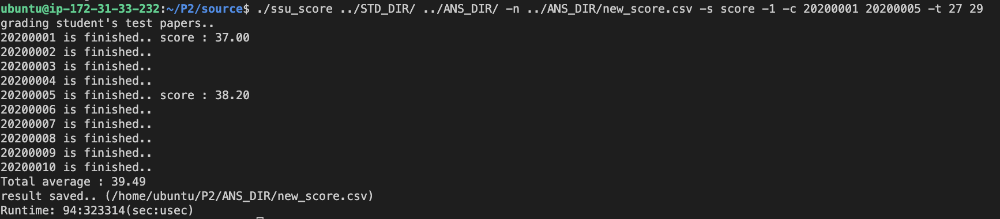 ubuntu@ip-172-31-33-232:~/P2/source$ ./ssu_score ../STD_DIR/ ../ANS_DIR/ -n ../ANS_DIR/new_score.csv -s score -1 -c 20200001 20200005 -t 27 29
grading student's test papers..
20200001 is finished.. score : 37.00
20200002 is finished..
20200003 is finished..
20200004 is finished..
20200005 is finished.. score : 38.20
20200006 is finished..
20200007 is finished..
20200008 is finished..
20200009 is finished..
20200010 is finished..
Total average : 39.49
result saved.. (/home/ubuntu/P2/ANS_DIR/new_score.csv)
Runtime: 94:323314(sec:usec)